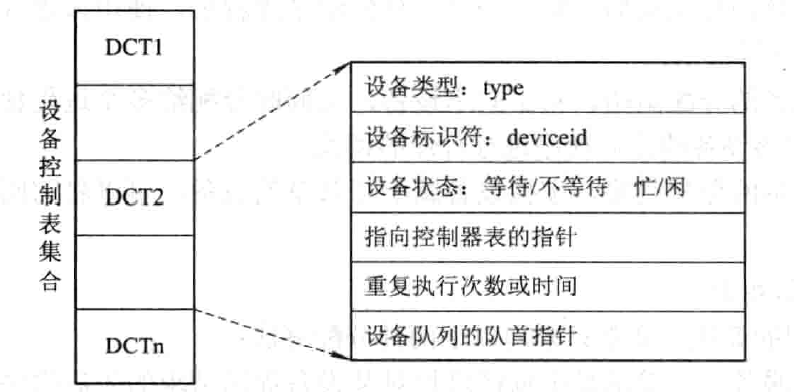 设备控制表集合
DCT1
DCT2
DCTn
设备类型：type
设备标识符：deviceid
设备状态：等待/不等待 忙/闲
指向控制器表的指针
重复执行次数或时间
设备队列的队首指针